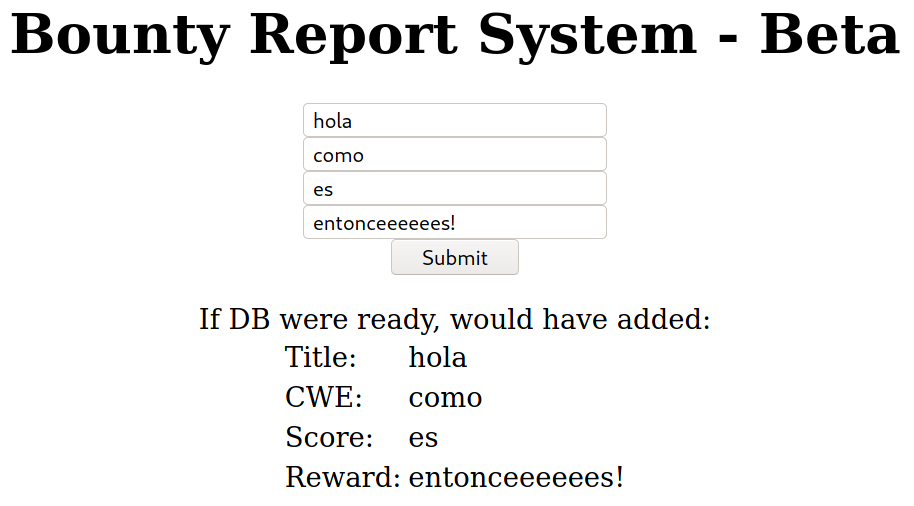 Bounty Report System - Beta
hola
como
es
entonceeeeees!
Submit
If DB were ready, would have added:
Title: hola
CWE: como
Score: es
Reward: entonceeeeees!